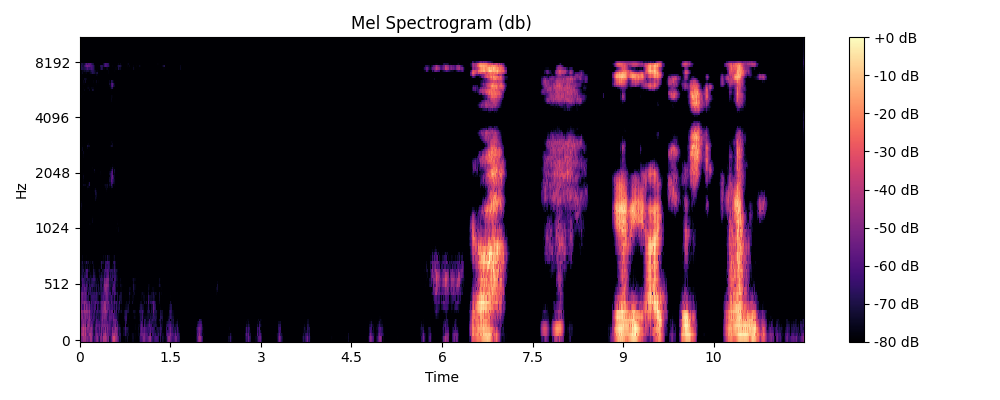 Mel Spectrogram (db)
8192
4096
2048
1024
512
0
Hz
0 1.5 3 4.5 6 7.5 9 10
Time
+0 dB
-10 dB
-20 dB
-30 dB
-40 dB
-50 dB
-60 dB
-70 dB
-80 dB